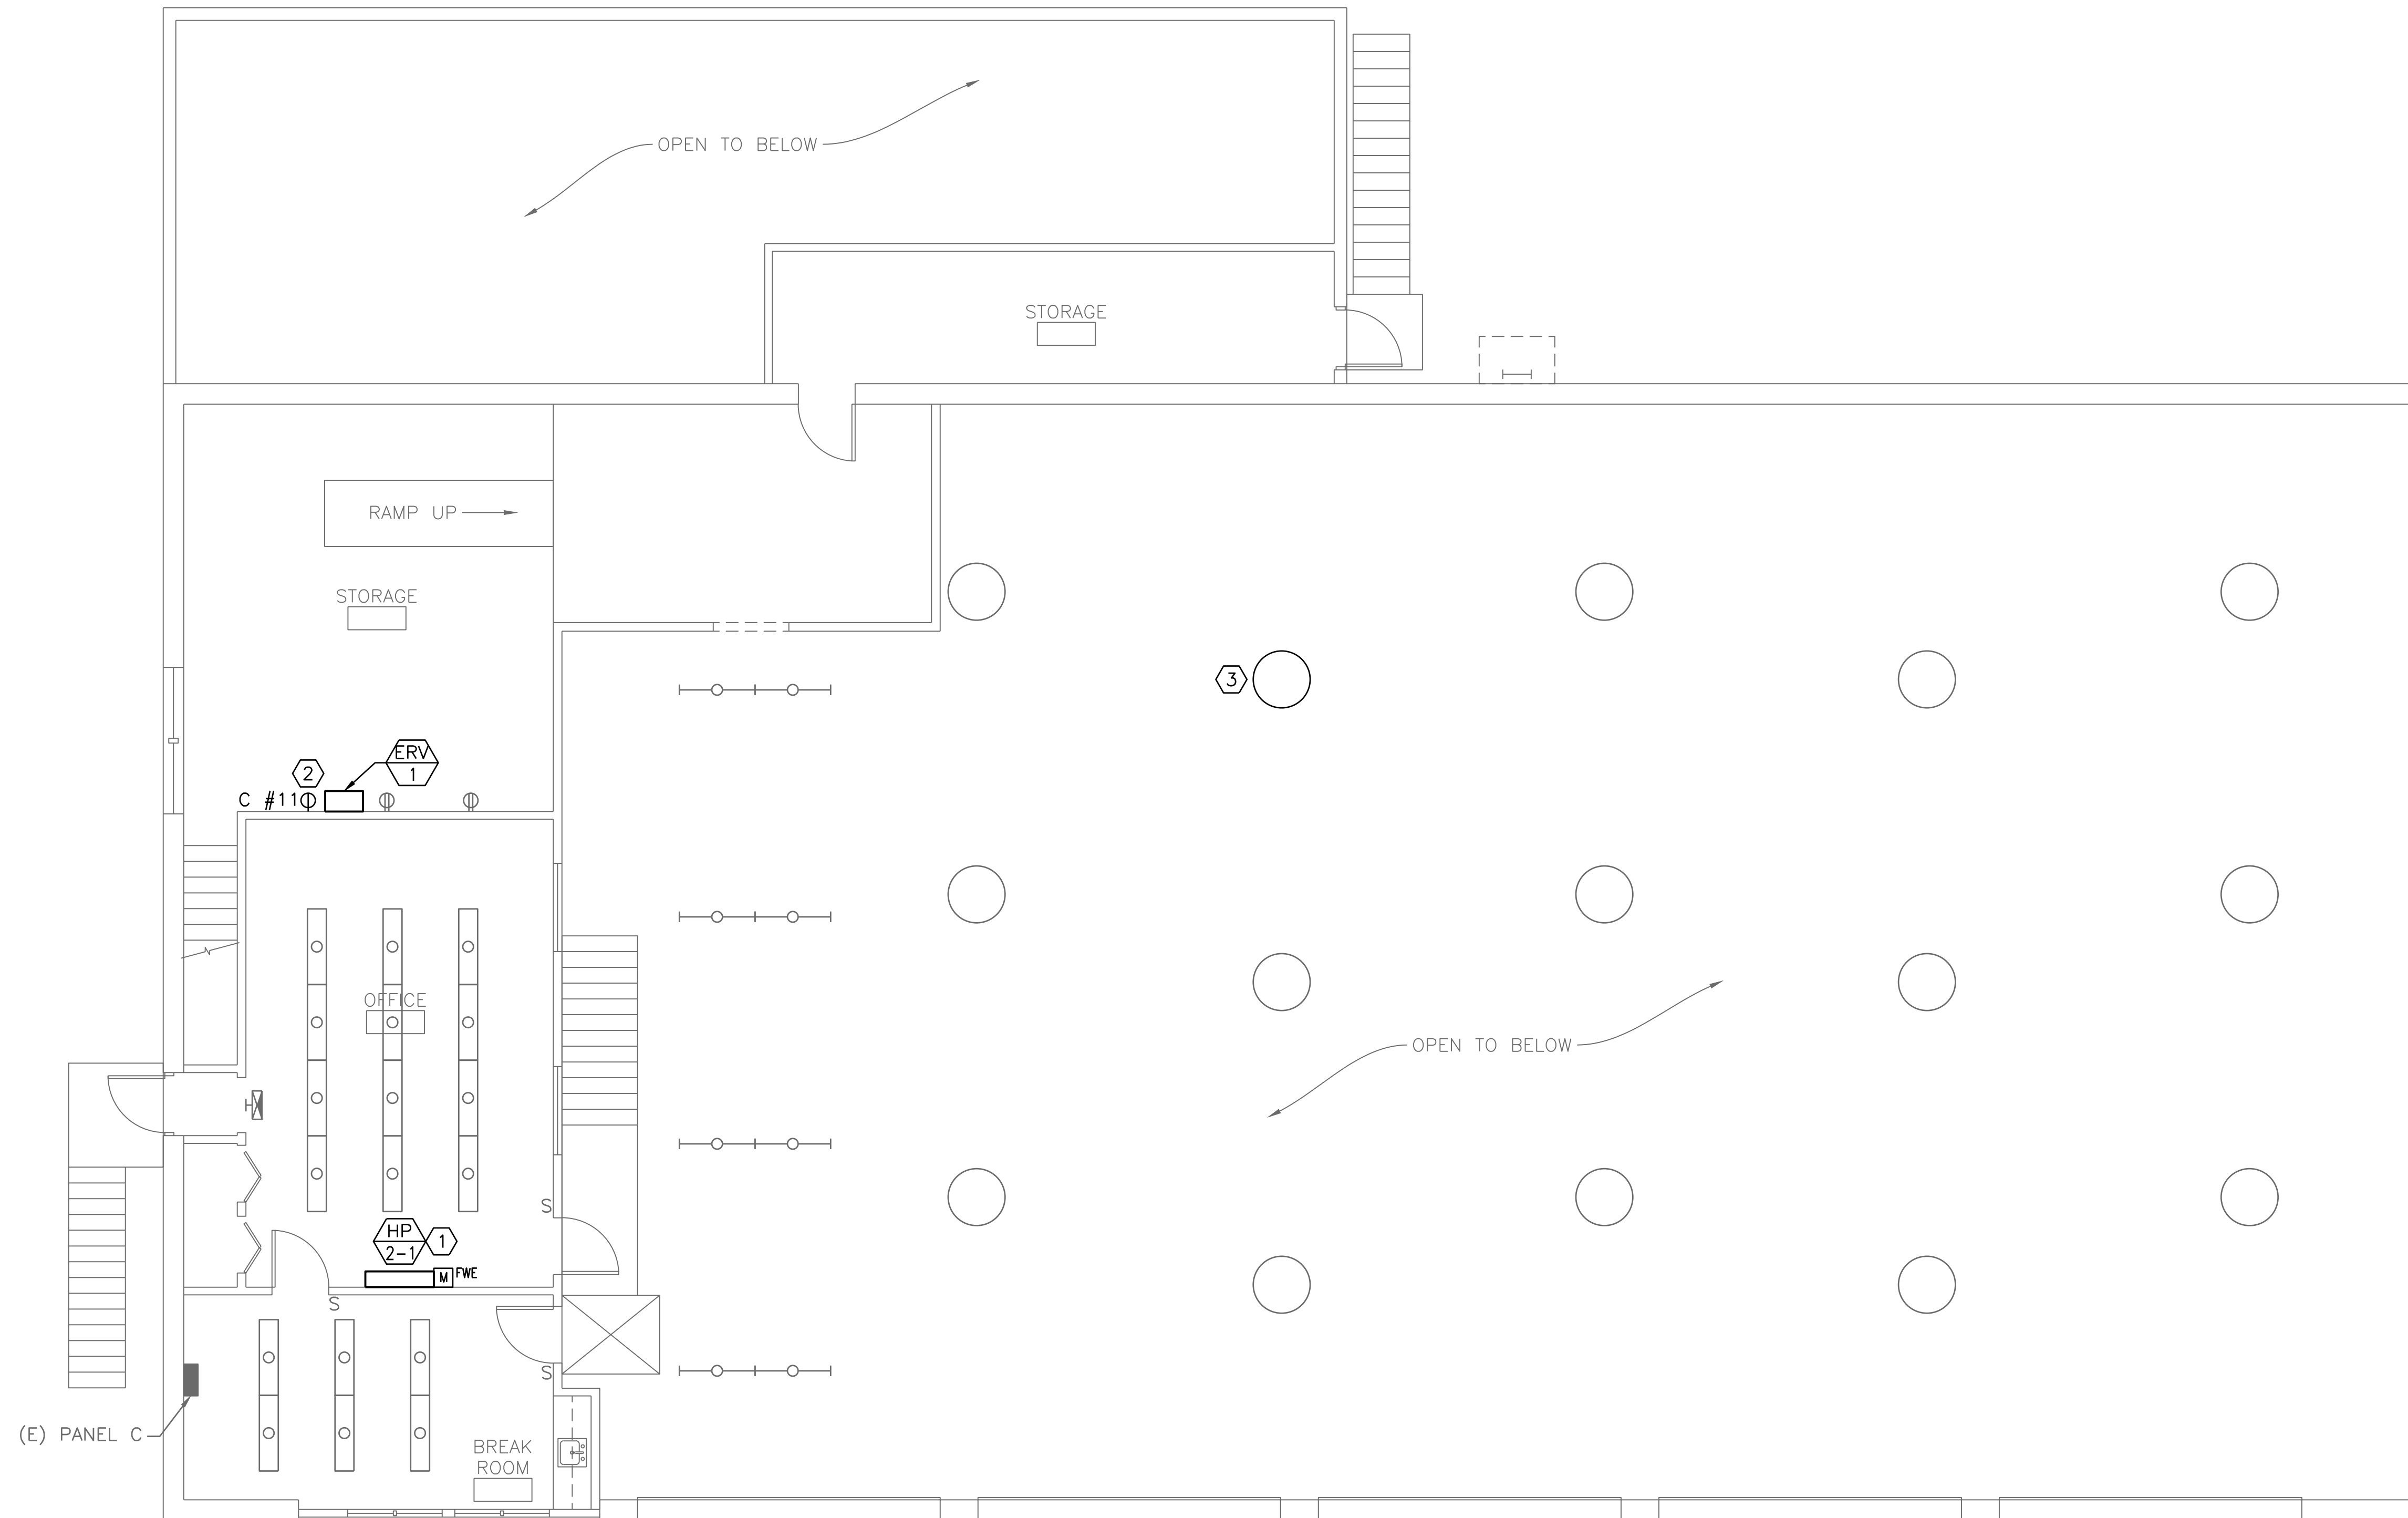 OPEN TO BELOW
STORAGE
RAMP UP
STORAGE
3
ERV
1
2
C #11
OFFICE
OPEN TO BELOW
S
HP
2-1
1
M
FWE
S
S
(E) PANEL C
BREAK
ROOM